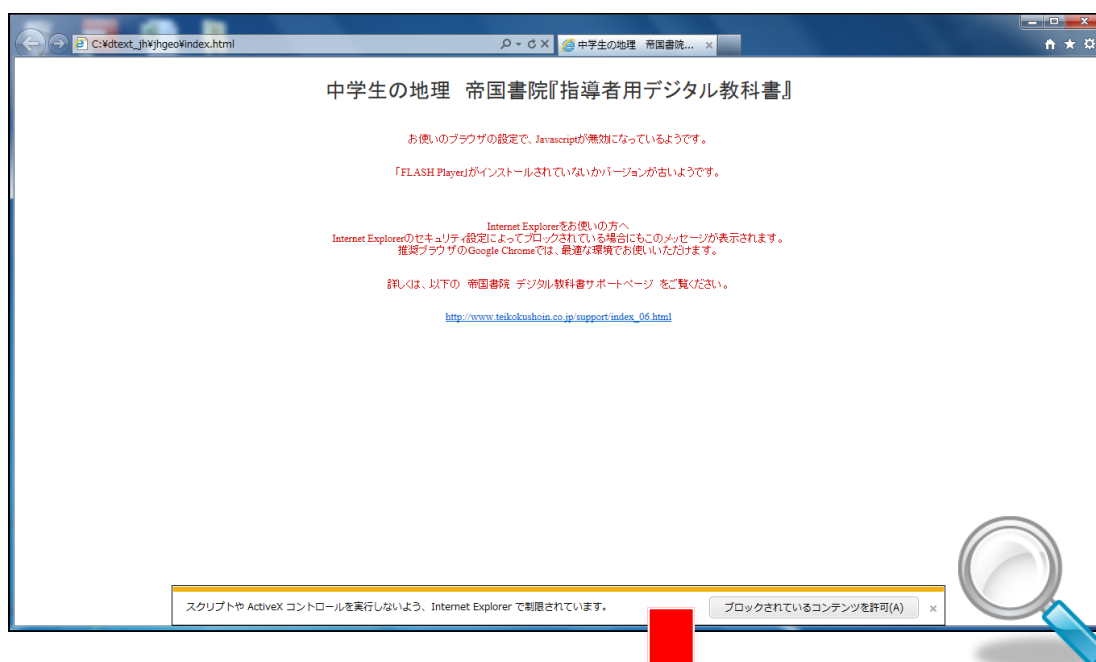 C:¥dtext_jh¥jhgeo¥index.html
中学生の地理 帝国書院...
中学生の地理 帝国書院『指導者用デジタル教科書』
お使いのブラウザの設定で、Javascriptが無効になっているようです。
「FLASH Player」がインストールされていないかバージョンが古いようです。
Internet Explorerをお使いの方へ
Internet Explorerのセキュリティ設定によってブロックされている場合にもこのメッセージが表示されます。
推奨ブラウザのGoogle Chromeでは、最適な環境でお使いいただけます。
詳しくは、以下の 帝国書院 デジタル教科書サポートページ をご覧ください。
http://www.teikokushoin.co.jp/support/index_06.html
スクリプトや ActiveX コントロールを実行しないよう、Internet Explorer で制限されています。
ブロックされているコンテンツを許可(A)